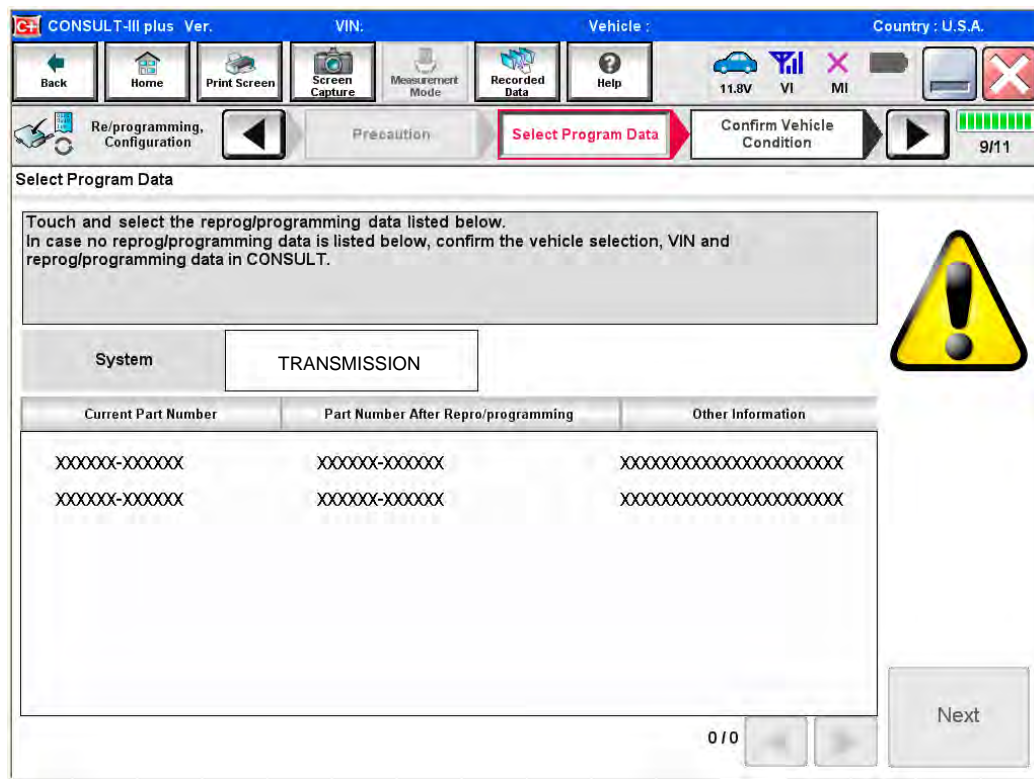 C+ CONSULT-III plus Ver. VIN: Vehicle : Country : U.S.A.
Back
Home
Print Screen
Screen
Capture
Measurement
Mode
Recorded
Data
Help
11.8V VI MI
Re/programming,
Configuration
Precaution
Select Program Data
Confirm Vehicle
Condition
9/11
Select Program Data
Touch and select the reprog/programming data listed below.
In case no reprog/programming data is listed below, confirm the vehicle selection, VIN and
reprog/programming data in CONSULT.
System TRANSMISSION
Current Part Number Part Number After Repro/programming Other Information
XXXXXX-XXXXXX XXXXXX-XXXXXX XXXXXXXXXXXXXXXXXXXXXX
XXXXXX-XXXXXX XXXXXX-XXXXXX XXXXXXXXXXXXXXXXXXXXXX
0/0
Next